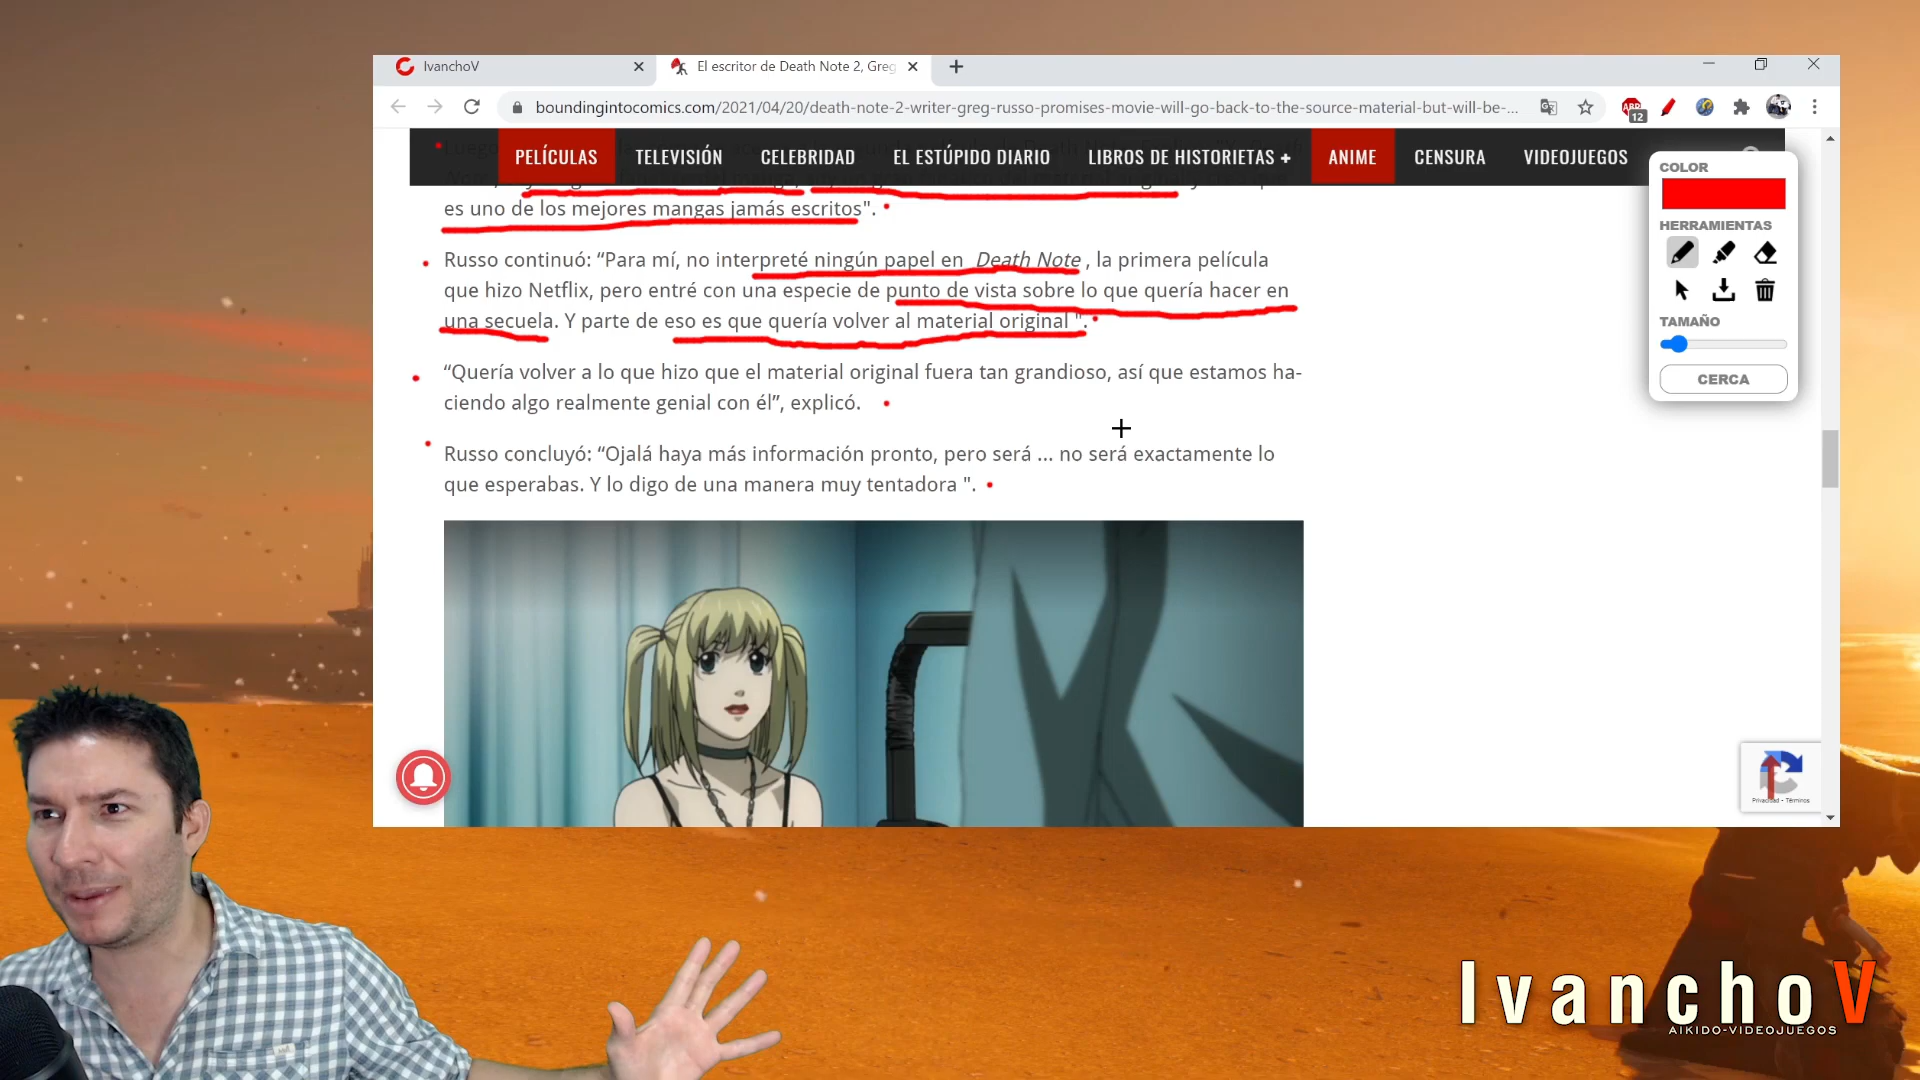 IvanchoV
El escritor de Death Note 2, Greg
boundingintocomics.com/2021/04/20/death-note-2-writer-greg-russo-promises-movie-will-go-back-to-the-source-material-but-will-be-...
ABP
12
PELÍCULAS TELEVISIÓN CELEBRIDAD EL ESTÚPIDO DIARIO LIBROS DE HISTORIETAS + ANIME CENSURA VIDEOJUEGOS
es uno de los mejores mangas jamás escritos".
Russo continuó: “Para mí, no interpreté ningún papel en Death Note , la primera película
que hizo Netflix, pero entré con una especie de punto de vista sobre lo que quería hacer en
una secuela. Y parte de eso es que quería volver al material original ".
“Quería volver a lo que hizo que el material original fuera tan grandioso, así que estamos ha-
ciendo algo realmente genial con él”, explicó.
Russo concluyó: “Ojalá haya más información pronto, pero será ... no será exactamente lo
que esperabas. Y lo digo de una manera muy tentadora ".
COLOR
HERRAMIENTAS
TAMAÑO
CERCA
Privacidad • Términos
IvanchoV
AIKIDO-VIDEOJUEGOS